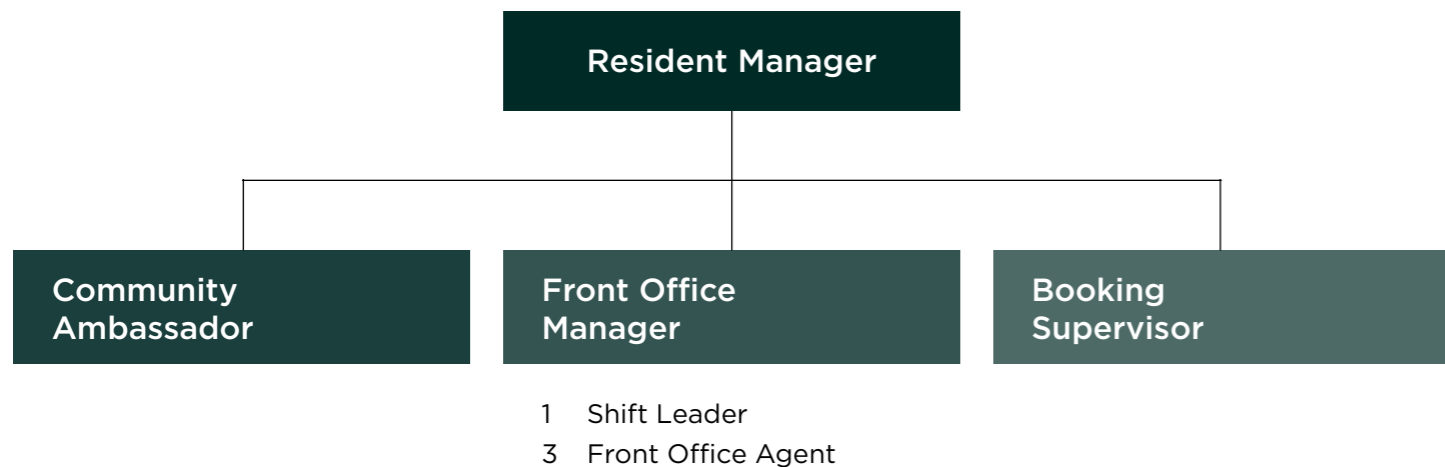 Resident Manager
Community
Ambassador
Front Office
Manager
Booking
Supervisor
1 Shift Leader
3 Front Office Agent